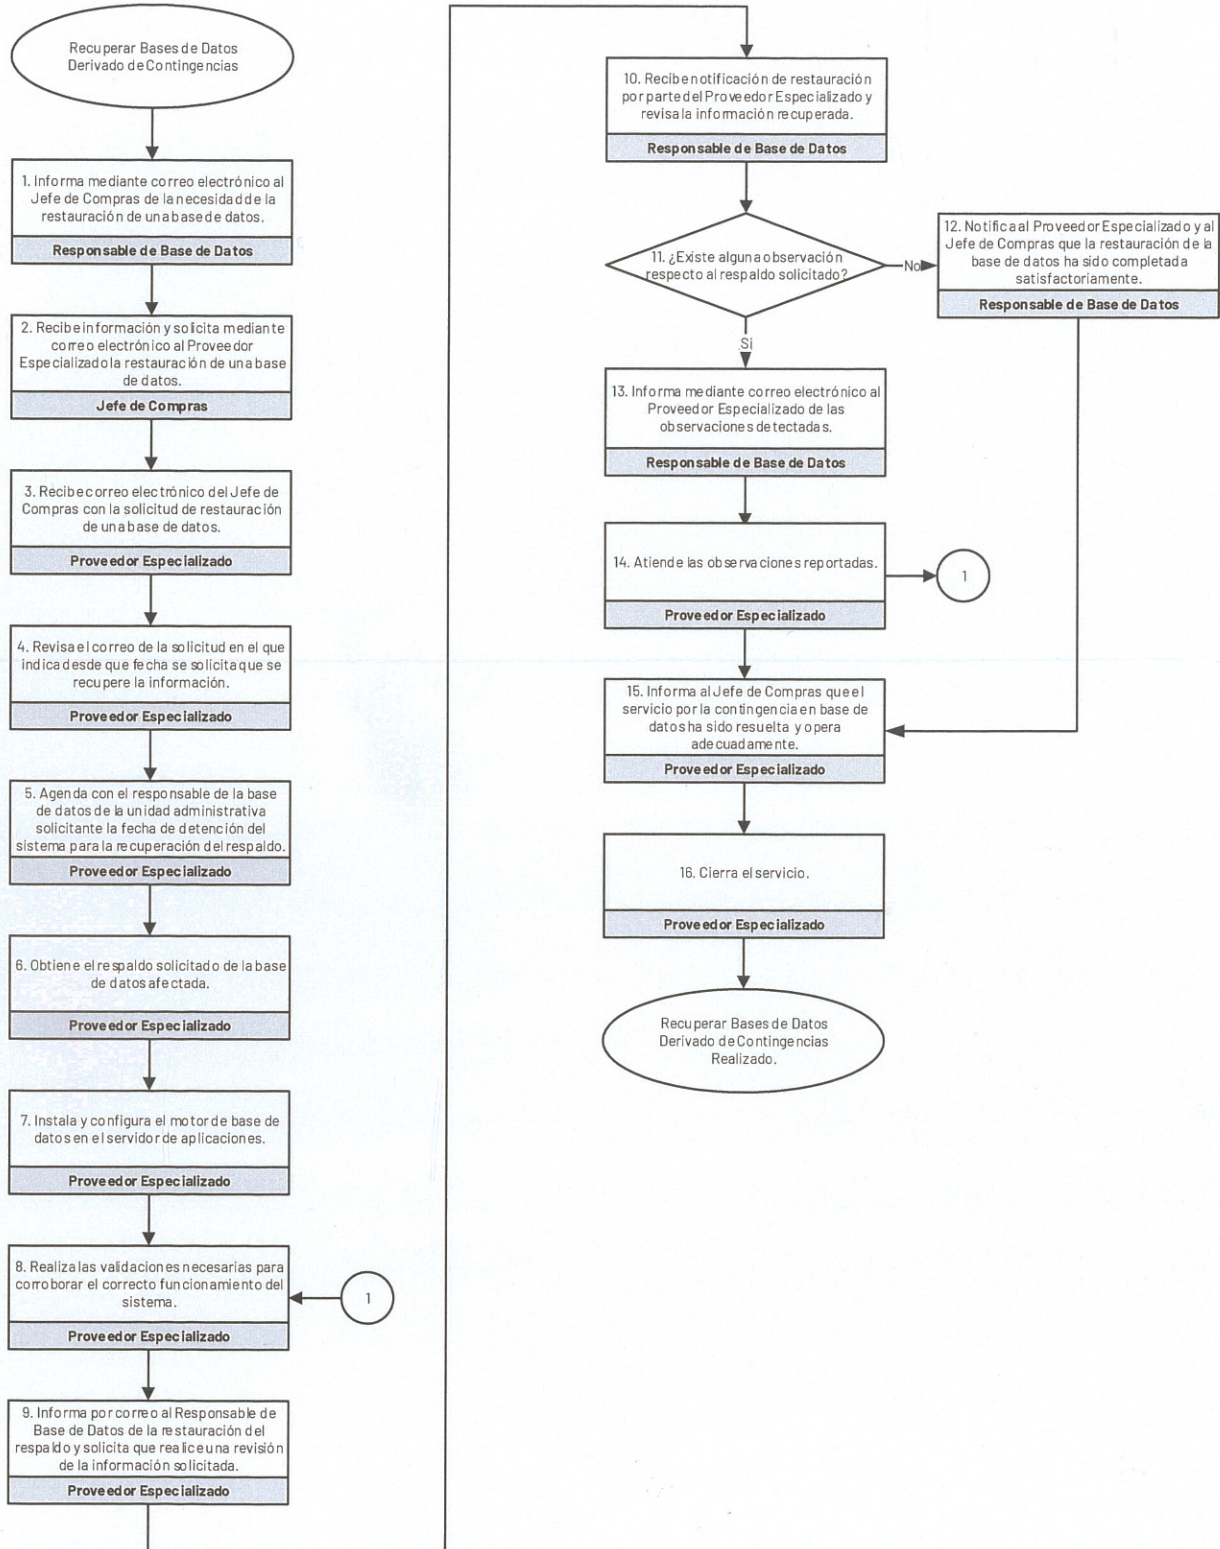 Recuperar Bases de Datos
Derivado de Contingencias
1. Informa mediante correo electrónico al
Jefe de Compras de la necesidad de la
restauración de una base de datos.
Responsable de Base de Datos
2. Recibe información y solicita mediante
correo electrónico al Proveedor
Especializado la restauración de una base
de datos.
Jefe de Compras
3. Recibe correo electrónico del Jefe de
Compras con la solicitud de restauración
de una base de datos.
Proveedor Especializado
4. Revisa el correo de la solicitud en el que
indica desde que fecha se solicita que se
recupere la información.
Proveedor Especializado
5. Agenda con el responsable de la base
de datos de la unidad administrativa
solicitante la fecha de detención del
sistema para la recuperación del respaldo.
Proveedor Especializado
6. Obtiene el respaldo solicitado de la base
de datos afectada.
Proveedor Especializado
7. Instala y configura el motor de base de
datos en el servidor de aplicaciones.
Proveedor Especializado
8. Realiza las validaciones necesarias para
corroborar el correcto funcionamiento del
sistema.
Proveedor Especializado
1
9. Informa por correo al Responsable de
Base de Datos de la restauración del
respaldo y solicita que realice una revisión
de la información solicitada.
Proveedor Especializado
10. Recibe notificación de restauración
por parte del Proveedor Especializado y
revisa la información recuperada.
Responsable de Base de Datos
11. ¿Existe alguna observación
respecto al respaldo solicitado?
No
12. Notifica al Proveedor Especializado y al
Jefe de Compras que la restauración de la
base de datos ha sido completada
satisfactoriamente.
Responsable de Base de Datos
Si
13. Informa mediante correo electrónico al
Proveedor Especializado de las
observaciones detectadas.
Responsable de Base de Datos
14. Atiende las observaciones reportadas.
Proveedor Especializado
1
15. Informa al Jefe de Compras que el
servicio por la contingencia en base de
datos ha sido resuelta y opera
adecuadamente.
Proveedor Especializado
16. Cierra el servicio.
Proveedor Especializado
Recuperar Bases de Datos
Derivado de Contingencias
Realizado.